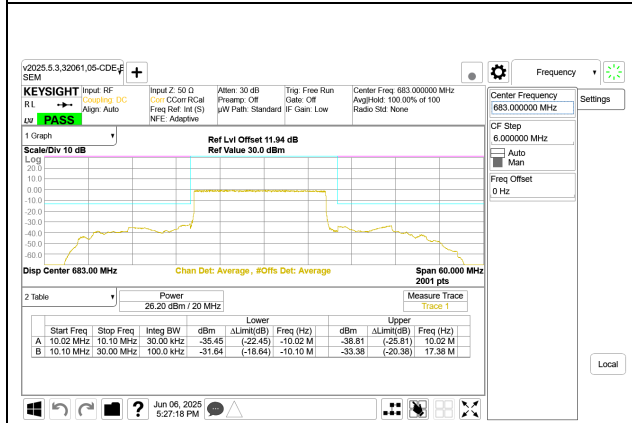 v2025.5.3,32061,05-CDE-E
SEM
Frequency
KEYSIGHT
Input: RF
Coupling: DC
Align: Auto
RL
PASS
Input Z: 50 Ω
Corr CCorr RCal
Freq Ref: Int (S)
NFE: Adaptive
Atten: 30 dB
Preamp: Off
µW Path: Standard
Trig: Free Run
Gate: Off
IF Gain: Low
Center Freq: 683.000000 MHz
Avg|Hold: 100.00% of 100
Radio Std: None
Center Frequency
683.000000 MHz
Settings
CF Step
6.000000 MHz
Auto
Man
Freq Offset
0 Hz
1 Graph
Scale/Div 10 dB
Ref Lvl Offset 11.94 dB
Ref Value 30.0 dBm
Log
20.0
10.0
0.00
-10.0
-20.0
-30.0
-40.0
-50.0
-60.0
Disp Center 683.00 MHz
Chan Det: Average , #Offs Det: Average
Span 60.000 MHz
2001 pts
2 Table
Power
26.20 dBm / 20 MHz
Measure Trace
Trace 1
Lower Upper
Start Freq Stop Freq Integ BW dBm ΔLimit(dB) Freq (Hz) dBm ΔLimit(dB) Freq (Hz)
A 10.02 MHz 10.10 MHz 30.00 kHz -35.45 (-22.45) -10.02 M -38.81 (-25.81) 10.02 M
B 10.10 MHz 30.00 MHz 100.0 kHz -31.64 (-18.64) -10.10 M -33.38 (-20.38) 17.38 M
Local
Jun 06, 2025
5:27:18 PM